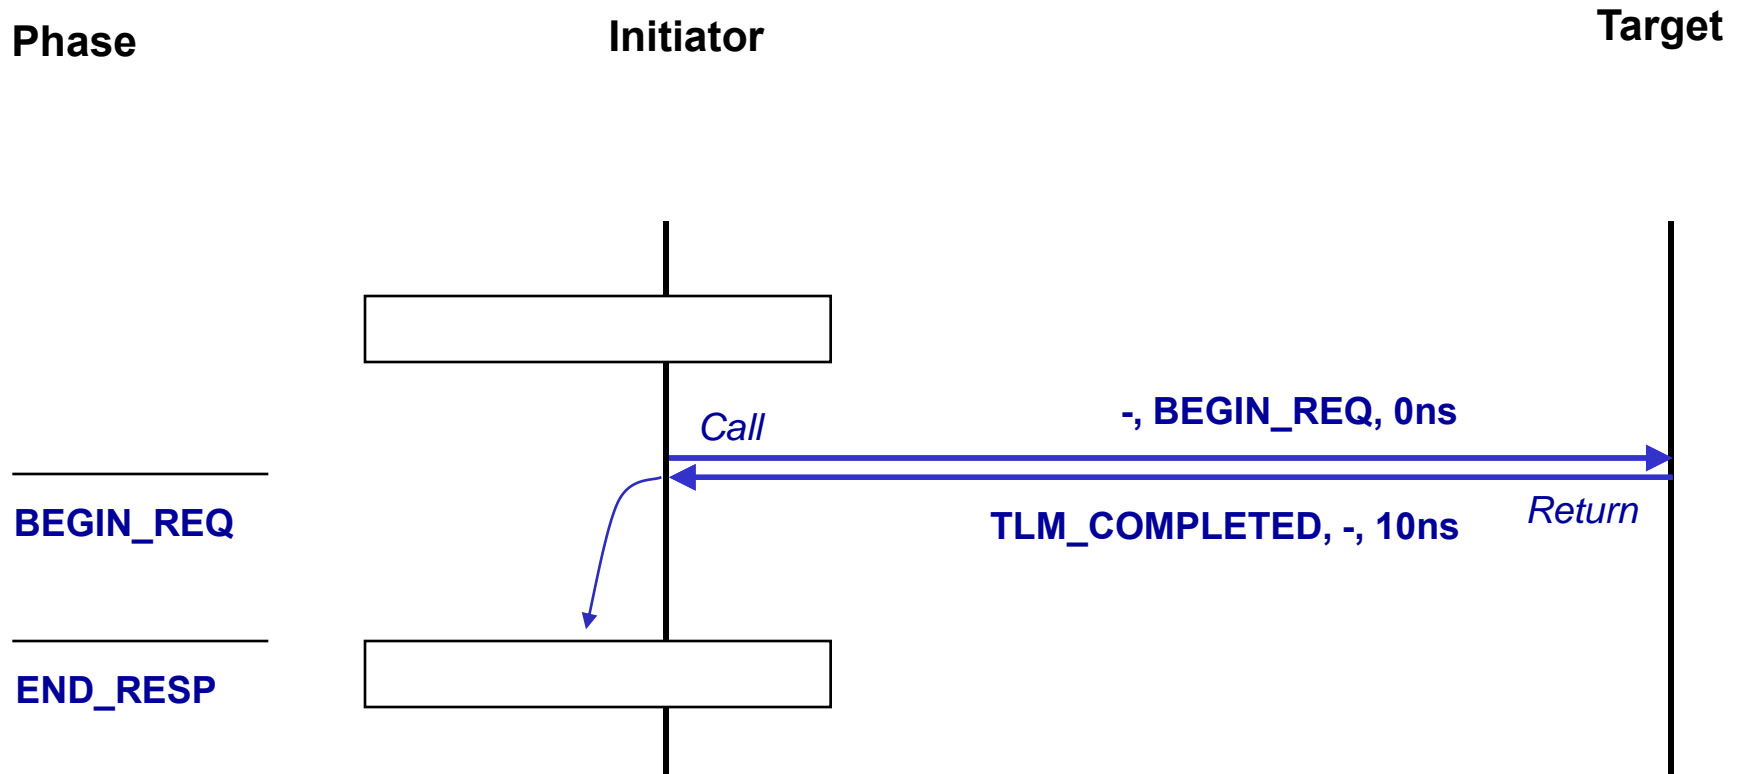 Phase
Initiator
Target
Call
-, BEGIN_REQ, 0ns
BEGIN_REQ
TLM_COMPLETED, -, 10ns
Return
END_RESP